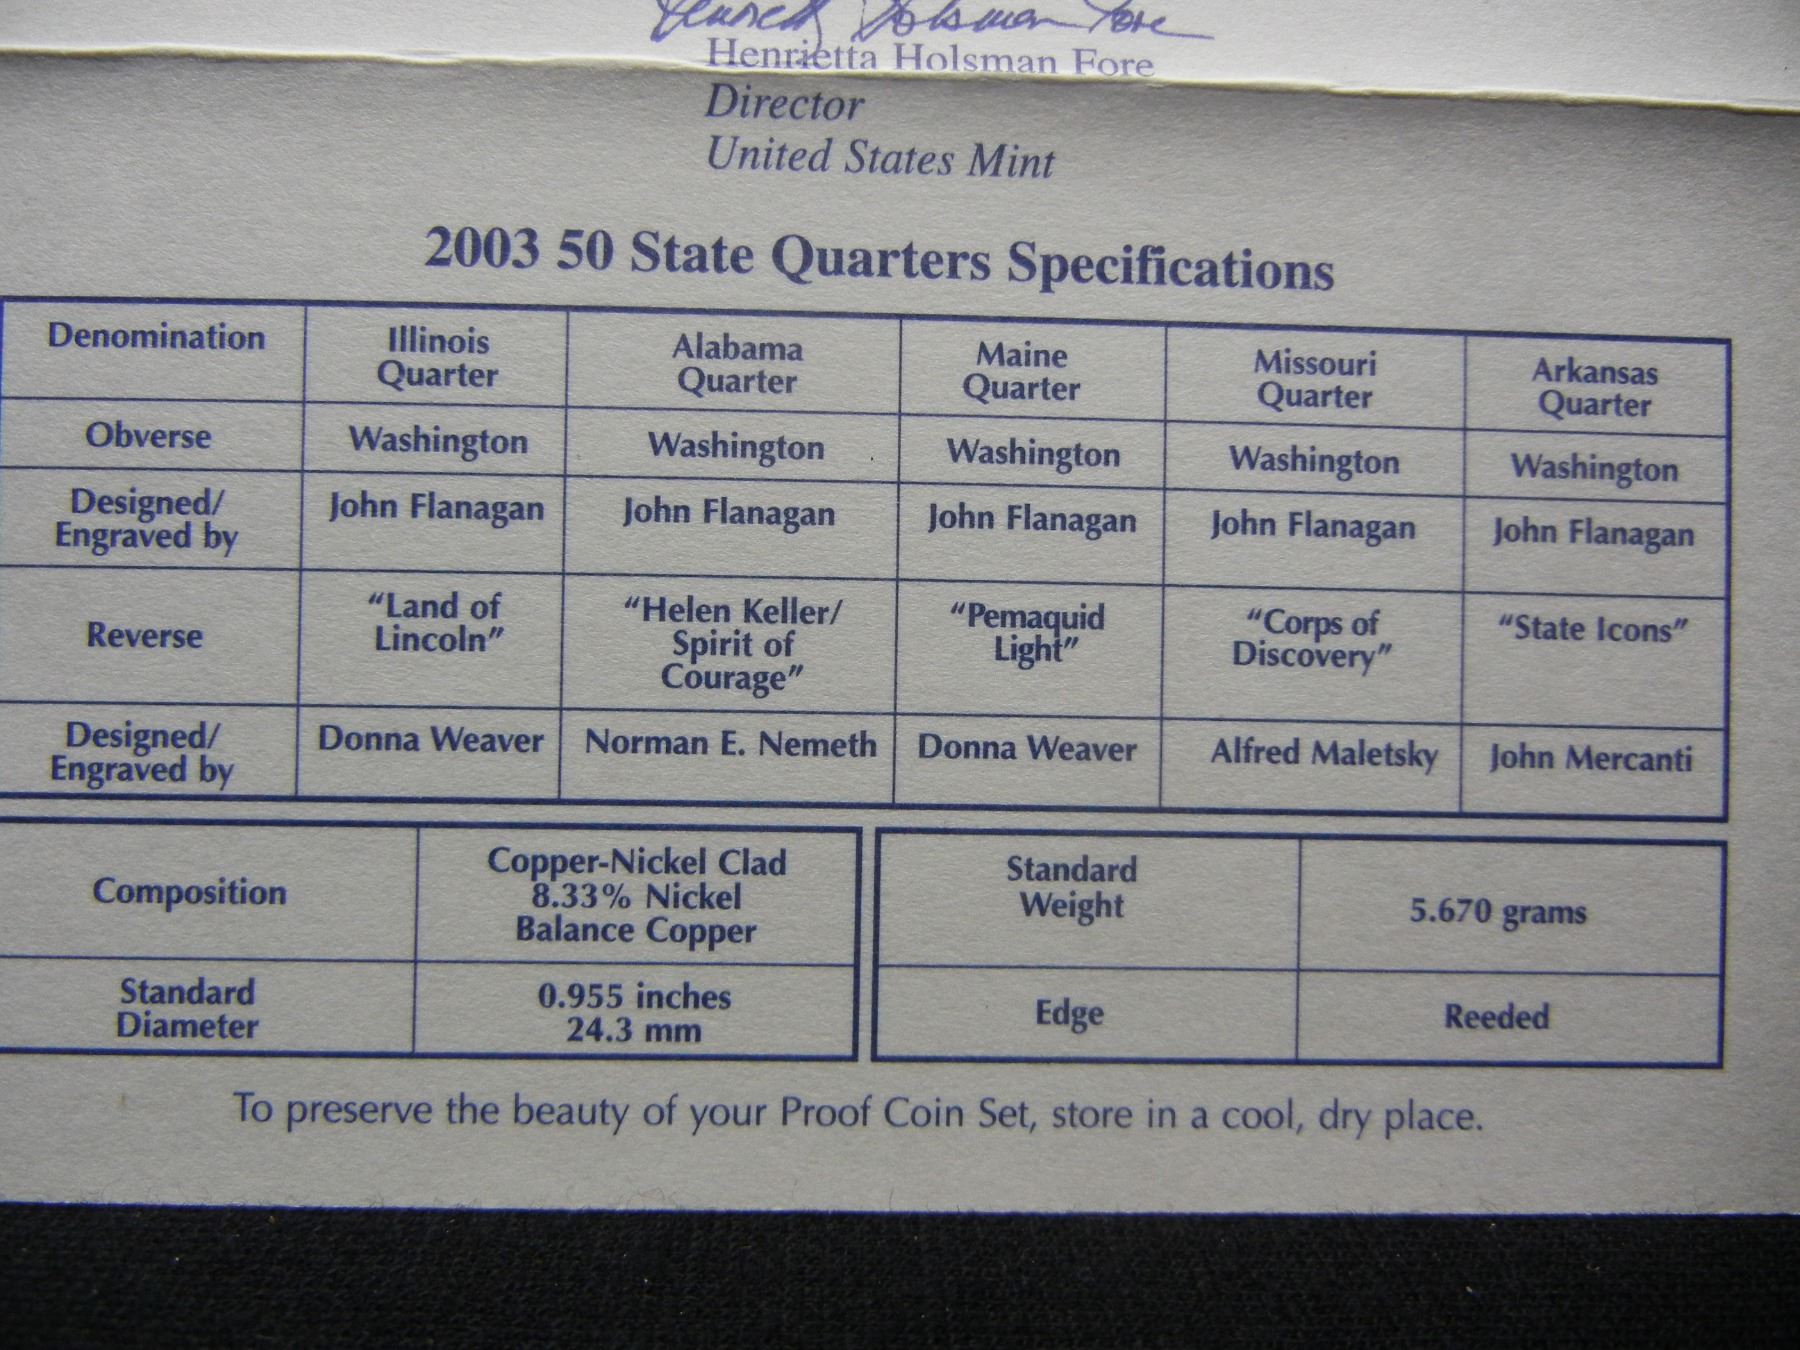 Henrietta Holsman Fore
Henrietta Holsman Fore
Director
United States Mint
2003 50 State Quarters Specifications
Denomination
Illinois
Quarter
Alabama
Quarter
Maine
Quarter
Missouri
Quarter
Arkansas
Quarter
Obverse
Washington
Washington
Washington
Washington
Washington
Designed/
Engraved by
John Flanagan
John Flanagan
John Flanagan
John Flanagan
John Flanagan
Reverse
“Land of
Lincoln”
“Helen Keller/
Spirit of
Courage”
“Pemaquid
Light”
“Corps of
Discovery”
“State Icons”
Designed/
Engraved by
Donna Weaver
Norman E. Nemeth
Donna Weaver
Alfred Maletsky
John Mercanti
Composition
Copper-Nickel Clad
8.33% Nickel
Balance Copper
Standard
Diameter
0.955 inches
24.3 mm
Standard
Weight
5.670 grams
Edge
Reeded
To preserve the beauty of your Proof Coin Set, store in a cool, dry place.